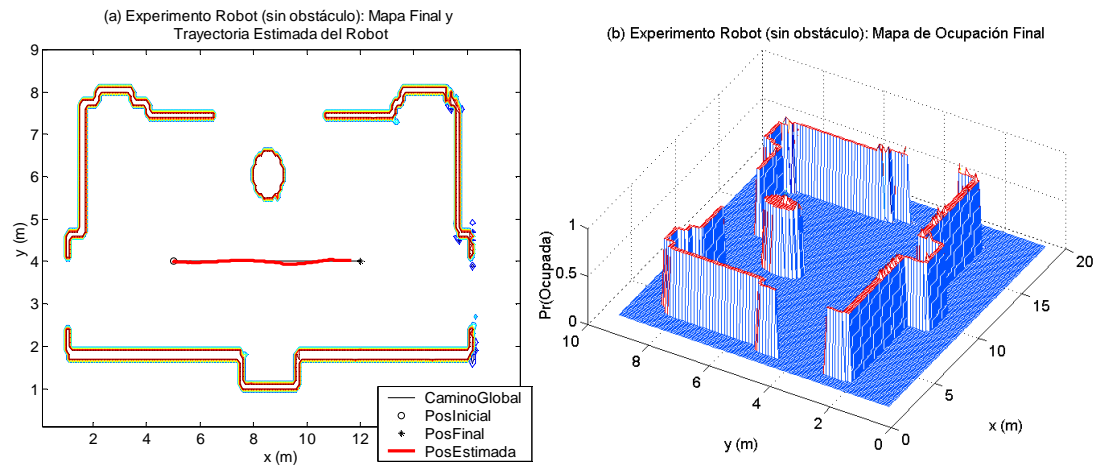 (a) Experimento Robot (sin obstáculo): Mapa Final y
Trayectoria Estimada del Robot
9
8
7
6
5
4
3
2
1
y (m)
2
4
6
8
10
12
x (m)
CaminoGlobal
PosInicial
PosFinal
PosEstimada
(b) Experimento Robot (sin obstáculo): Mapa de Ocupación Final
1
0.5
0
Pr(Ocupada)
10
8
6
4
2
0
y (m)
0
5
10
15
20
x (m)